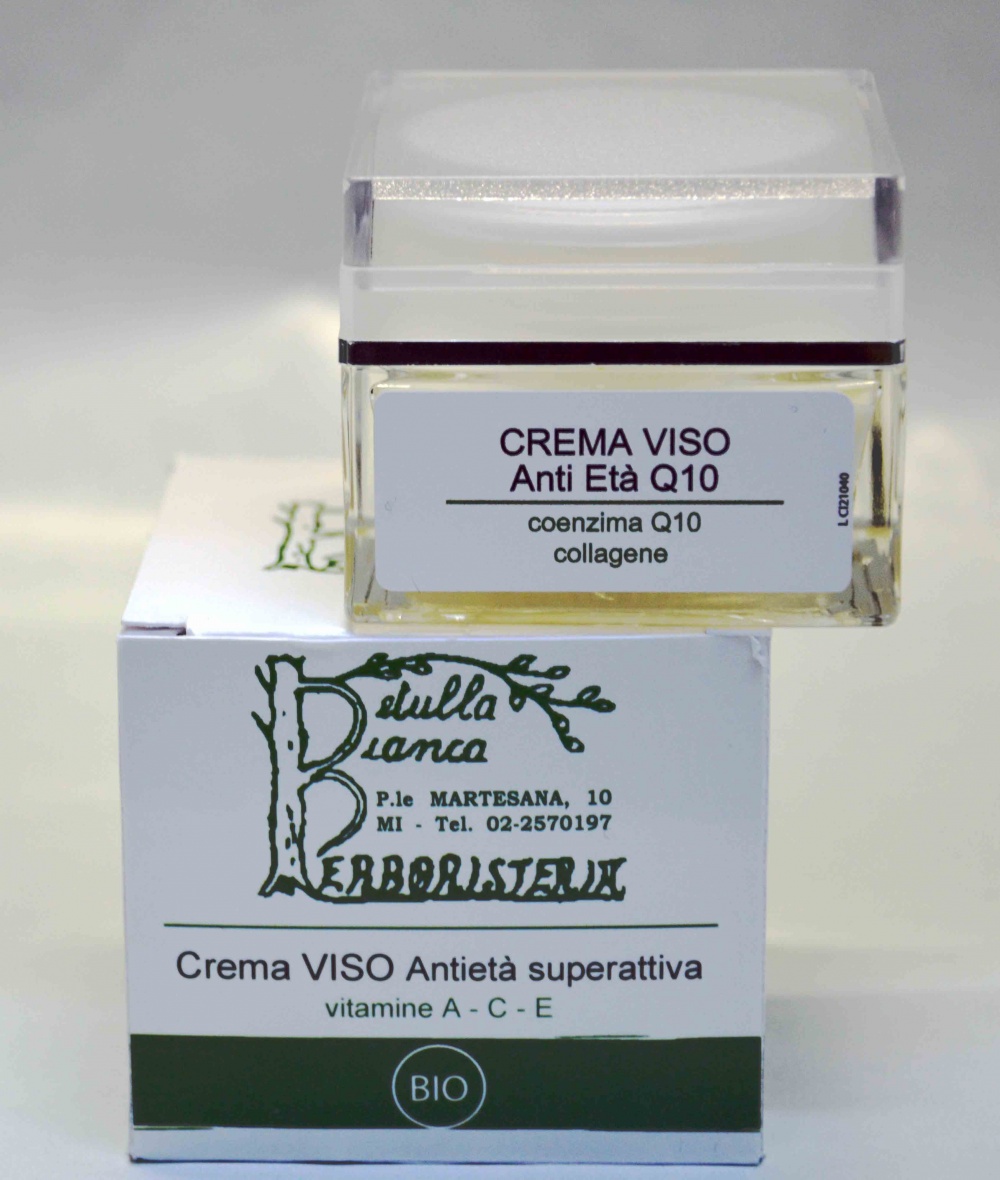 CREMA VISO
Anti Età Q10
coenzima Q10
collagene
L CI21040
Betulla
Bianca
P.le MARTESANA, 10
MI - Tel. 02-2570197
ERBORISTERIA
Crema VISO Antietà superattiva
vitamine A - C - E
BIO